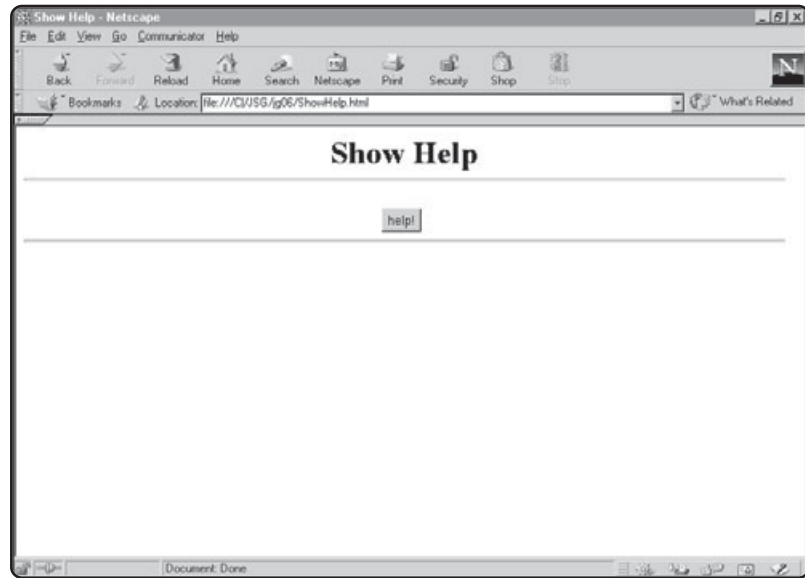 Show Help - Netscape
File Edit View Go Communicator Help
Back Forward Reload Home Search Netscape Print Security Shop Stop
N
Bookmarks Location: file:///C|/JSG/jg06/ShowHelp.html What's Related
Show Help
help!
Document: Done